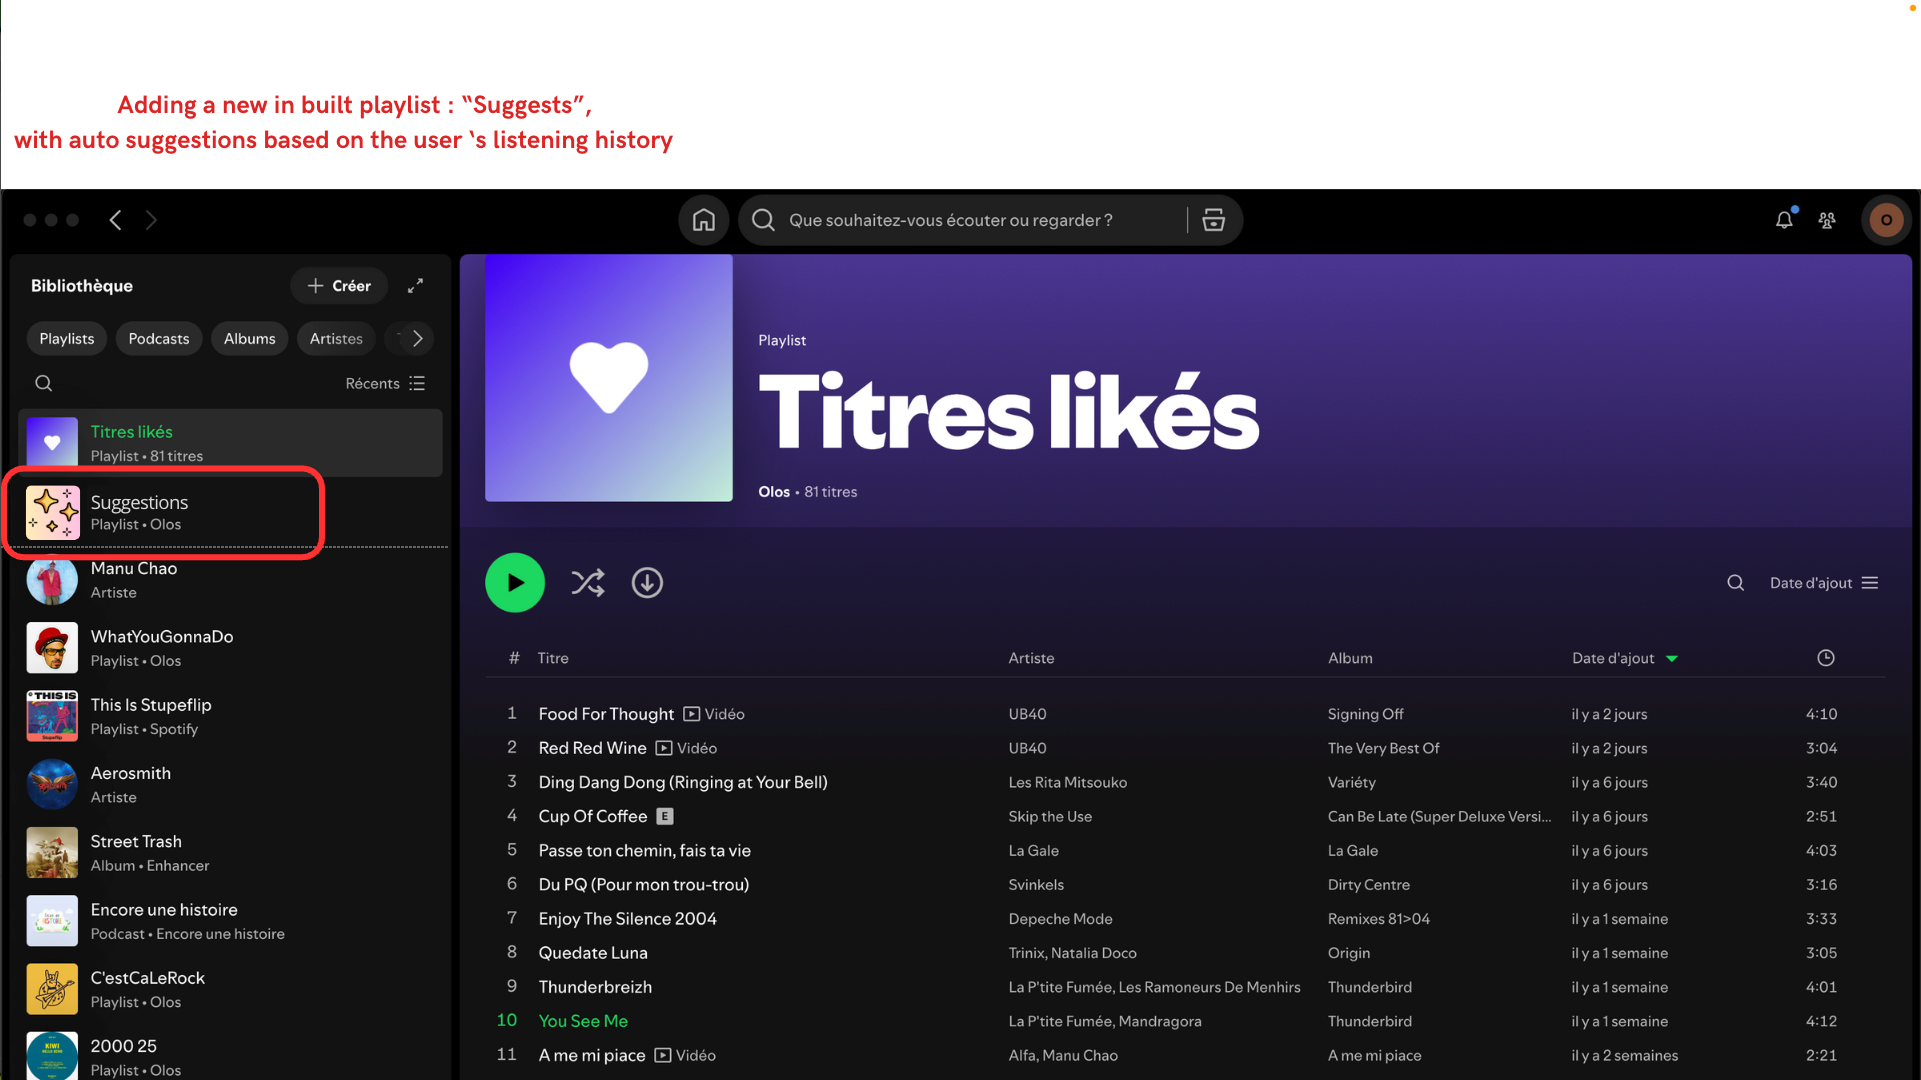 Adding a new in built playlist : “Suggests”,
with auto suggestions based on the user ‘s listening history
Que souhaitez-vous écouter ou regarder ?
O
Bibliothèque
Créer
Playlists Podcasts Albums Artistes
Récents
Titres likés
Playlist • 81 titres
Suggestions
Playlist • Olos
Manu Chao
Artiste
WhatYouGonnaDo
Playlist • Olos
THIS IS
Stupeflip
This Is Stupeflip
Playlist • Spotify
Aerosmith
Artiste
Street Trash
Album • Enhancer
Encore une histoire
Podcast • Encore une histoire
C'estCaLeRock
Playlist • Olos
KIWI
2000 25
Playlist • Olos
Playlist
Titres likés
Olos • 81 titres
Date d'ajout
# Titre Artiste Album Date d'ajout
1 Food For Thought Vidéo UB40 Signing Off il y a 2 jours 4:10
2 Red Red Wine Vidéo UB40 The Very Best Of il y a 2 jours 3:04
3 Ding Dang Dong (Ringing at Your Bell) Les Rita Mitsouko Variéty il y a 6 jours 3:40
4 Cup Of Coffee E Skip the Use Can Be Late (Super Deluxe Versi... il y a 6 jours 2:51
5 Passe ton chemin, fais ta vie La Gale La Gale il y a 6 jours 4:03
6 Du PQ (Pour mon trou-trou) Svinkels Dirty Centre il y a 6 jours 3:16
7 Enjoy The Silence 2004 Depeche Mode Remixes 81>04 il y a 1 semaine 3:33
8 Quedate Luna Trinix, Natalia Doco Origin il y a 1 semaine 3:05
9 Thunderbreizh La P'tite Fumée, Les Ramoneurs De Menhirs Thunderbird il y a 1 semaine 4:01
10 You See Me La P'tite Fumée, Mandragora Thunderbird il y a 1 semaine 4:12
11 A me mi piace Vidéo Alfa, Manu Chao A me mi piace il y a 2 semaines 2:21